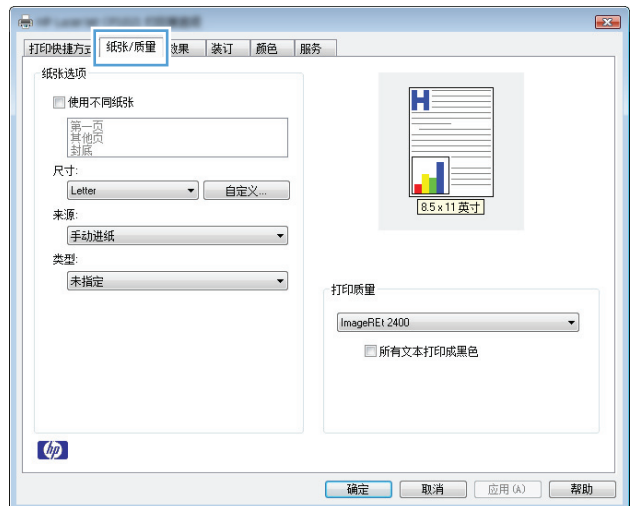 打印快捷方式 纸张/质量 效果 装订 颜色 服务
纸张选项
使用不同纸张
第一页
其他页
封底
尺寸:
Letter 自定义...
来源:
手动进纸
类型:
未指定
H
8.5 x 11 英寸
打印质量
ImageREt 2400
所有文本打印成黑色
hp
确定 取消 应用(A) 帮助